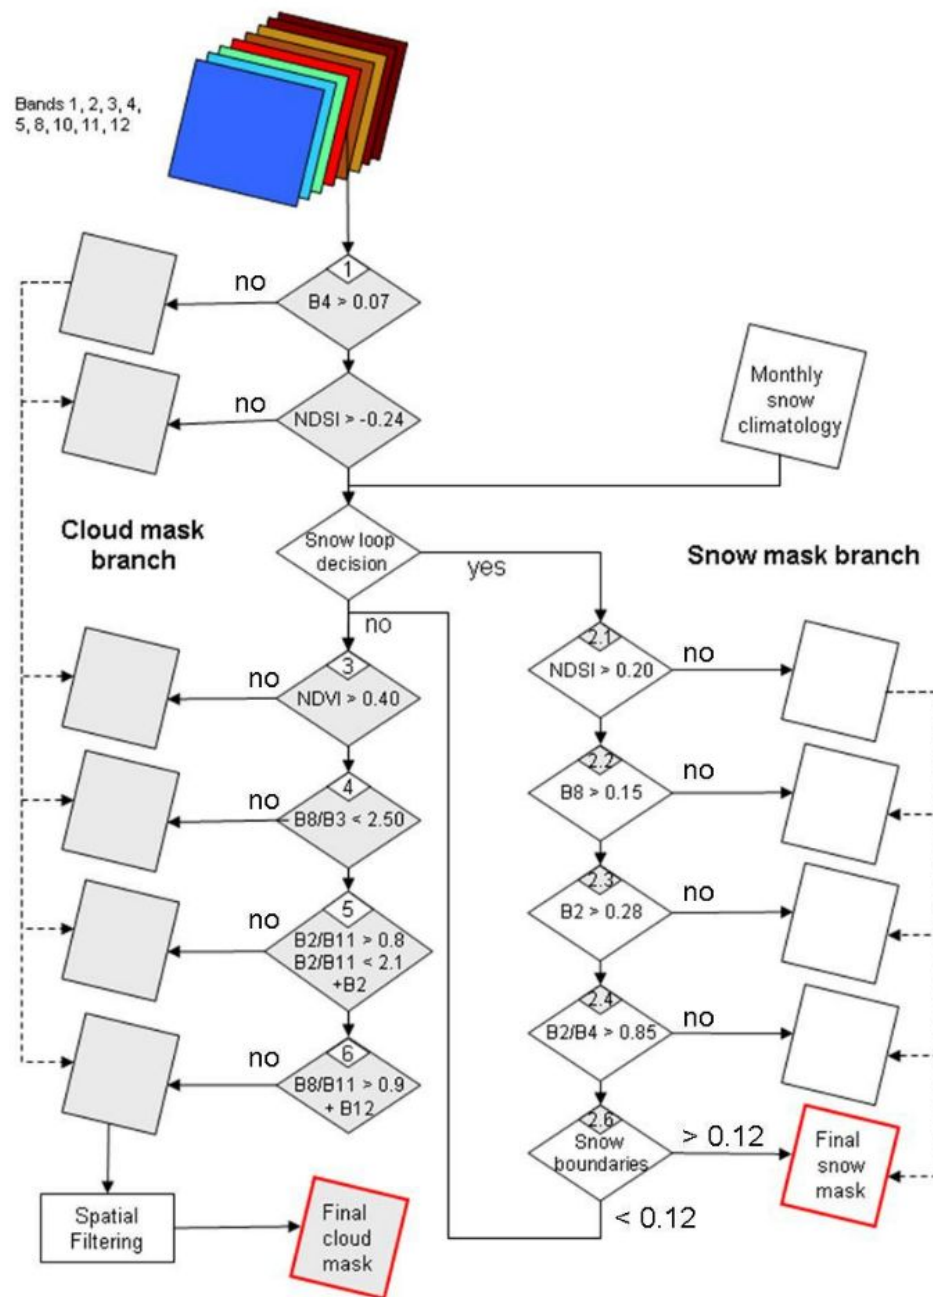 Bands 1, 2, 3, 4,
5, 8, 10, 11, 12
1
no
B4 > 0.07
no
NDSI > -0.24
Monthly
snow
climatology
Cloud mask
branch
Snow loop
decision
yes
Snow mask branch
no
2.1
NDSI > 0.20
no
3
no
NDVI > 0.40
2.2
B8 > 0.15
no
4
no
B8/B3 < 2.50
2.3
B2 > 0.28
no
5
no
B2/B11 > 0.8
B2/B11 < 2.1
+B2
2.4
B2/B4 > 0.85
no
6
no
B8/B11 > 0.9
+ B12
2.6
Snow
boundaries
> 0.12
Final
snow
mask
< 0.12
Spatial
Filtering
Final
cloud
mask